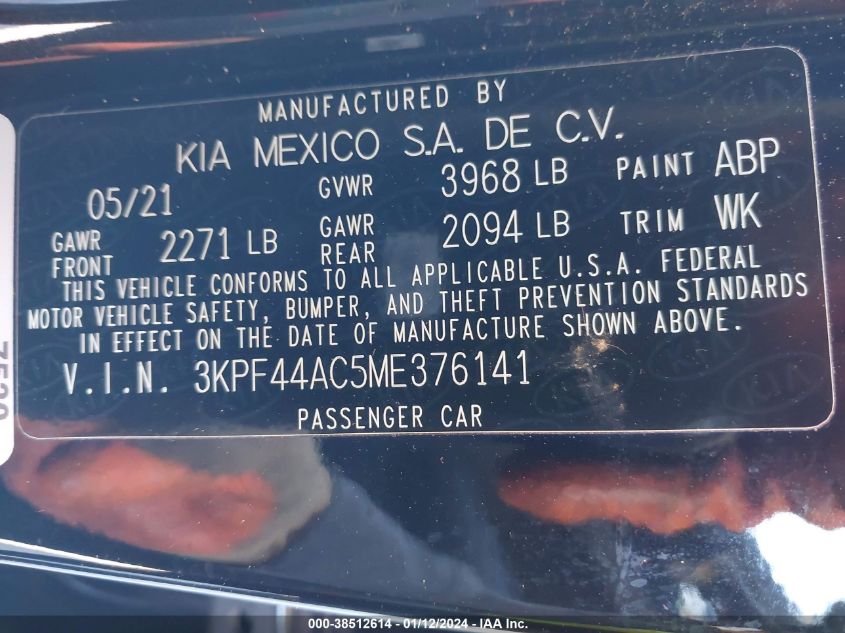 MANUFACTURED BY
KIA MEXICO S.A. DE C.V.
05/21 GVWR 3968 LB PAINT ABP
GAWR FRONT 2271 LB GAWR REAR 2094 LB TRIM WK
THIS VEHICLE CONFORMS TO ALL APPLICABLE U.S.A. FEDERAL
MOTOR VEHICLE SAFETY, BUMPER, AND THEFT PREVENTION STANDARDS
IN EFFECT ON THE DATE OF MANUFACTURE SHOWN ABOVE.
V.I.N. 3KPF44AC5ME376141
PASSENGER CAR
000-38512614 - 01/12/2024 - IAA Inc.